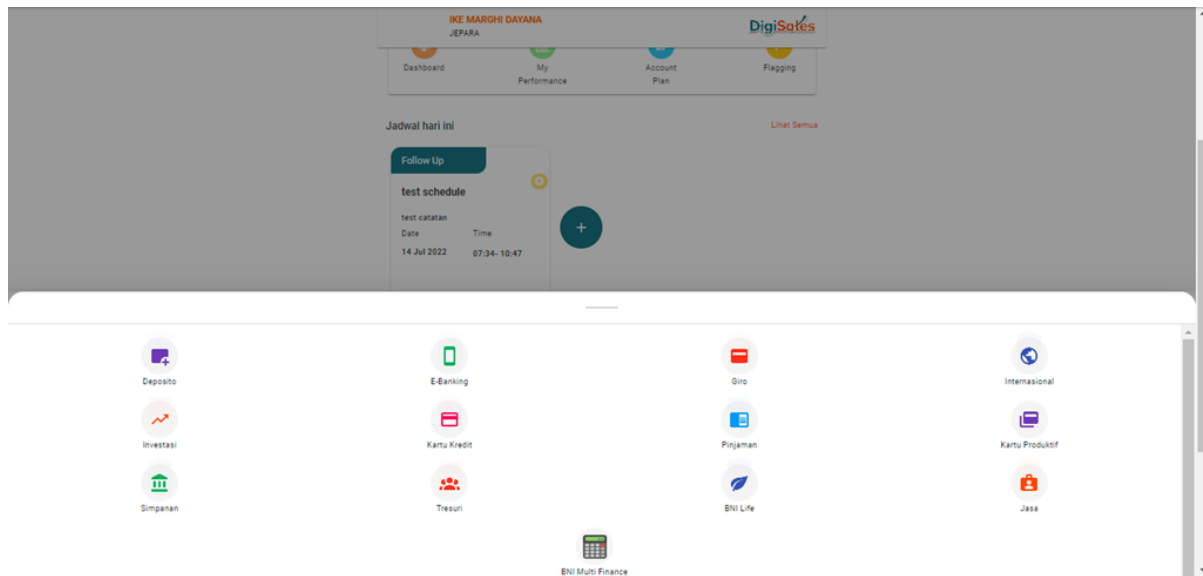 IKE MARGHI DAYANA
JEPARA
DigiSales
Dashboard
My
Performance
Account
Plan
Flagging
Jadwal hari ini
Lihat Semua
Follow Up
test schedule
test catatan
Date Time
14 Jul 2022 07:34- 10:47
+
Deposito
E-Banking
Giro
Internasional
Investasi
Kartu Kredit
Pinjaman
Kartu Produktif
Simpanan
Tresuri
BNI Life
Jasa
BNI Multi Finance